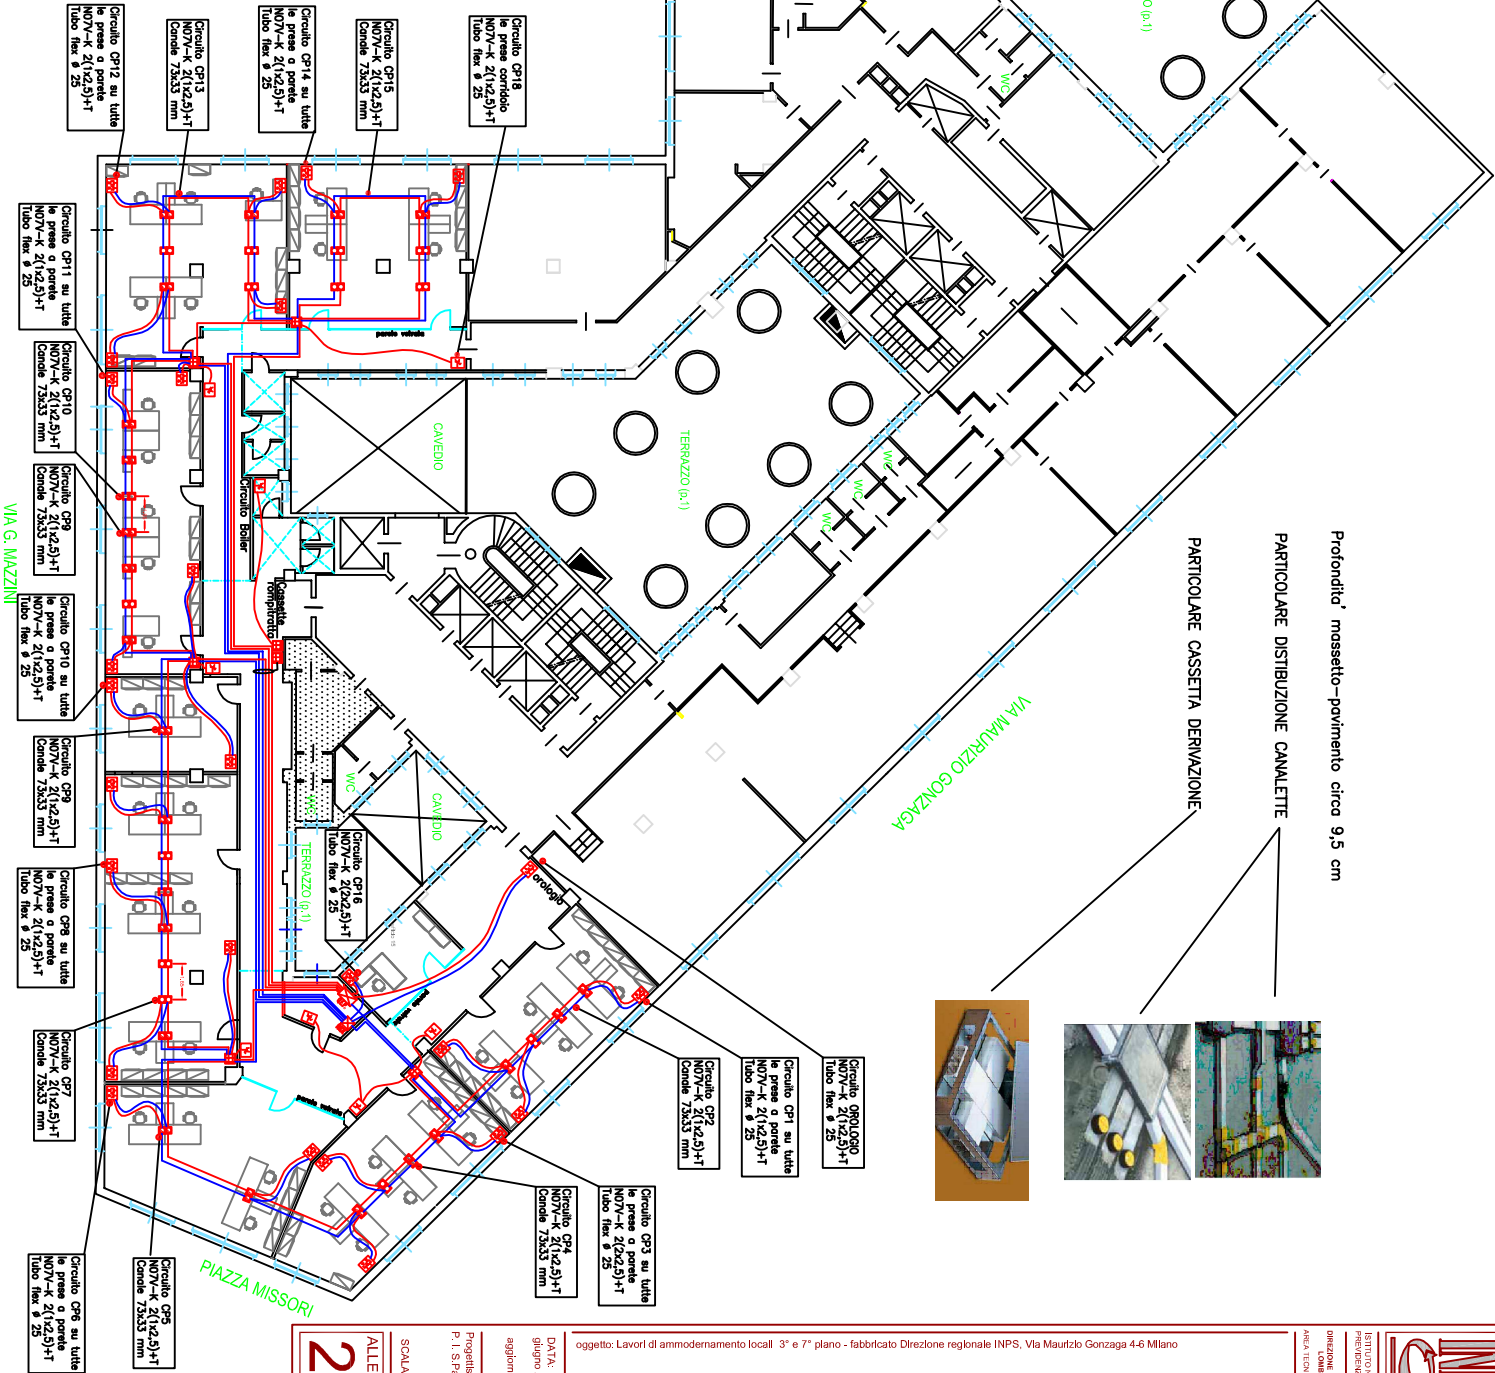 Circuito CP12 su tutte
le prese a parete
N07V-K 2(1x2,5)+T
Tubo flex ø 25
Circuito CP13
N07V-K 2(1x2,5)+T
Canale 73x33 mm
Circuito CP14 su tutte
le prese a parete
N07V-K 2(1x2,5)+T
Tubo flex ø 25
Circuito CP15
N07V-K 2(1x2,5)+T
Canale 73x33 mm
Circuito CP18
le prese corridoio
N07V-K 2(1x2,5)+T
Tubo flex ø 25
Circuito CP11 su tutte
le prese a parete
N07V-K 2(1x2,5)+T
Tubo flex ø 25
Circuito CP10
N07V-K 2(1x2,5)+T
Canale 73x33 mm
Circuito CP9
N07V-K 2(1x2,5)+T
Canale 73x33 mm
Circuito CP10 su tutte
le prese a parete
N07V-K 2(1x2,5)+T
Tubo flex ø 25
Circuito CP9
N07V-K 2(1x2,5)+T
Canale 73x33 mm
Circuito CP8 su tutte
le prese a parete
N07V-K 2(1x2,5)+T
Tubo flex ø 25
Circuito CP7
N07V-K 2(1x2,5)+T
Canale 73x33 mm
Circuito CP6 su tutte
le prese a parete
N07V-K 2(1x2,5)+T
Tubo flex ø 25
Circuito CP5
N07V-K 2(1x2,5)+T
Canale 73x33 mm
Circuito CP16
N07V-K 2(2x2,5)+T
Tubo flex ø 25
Circuito CP4
N07V-K 2(1x2,5)+T
Canale 73x33 mm
Circuito CP3 su tutte
le prese a parete
N07V-K 2(2x2,5)+T
Tubo flex ø 25
Circuito CP2
N07V-K 2(1x2,5)+T
Canale 73x33 mm
Circuito CP1 su tutte
le prese a parete
N07V-K 2(1x2,5)+T
Tubo flex ø 25
Circuito OROLOGIO
N07V-K 2(1x2,5)+T
Tubo flex ø 25
Circuito Boiler
Cassette
rompitratta
orologio
parete vetrata
parete vetrata
parete vetrata
CAVEDIO
CAVEDIO
TERRAZZO (p.1)
TERRAZZO (p.1)
O (p.1)
WC
WC
WC
WC
WC
WC
VIA G. MAZZINI
PIAZZA MISSORI
VIA MAURIZIO GONZAGA
Profondita' massetto-pavimento circa 9,5 cm
PARTICOLARE DISTIBUZIONE CANALETTE
PARTICOLARE CASSETTA DERIVAZIONE
oggetto: Lavori di ammodernamento locali 3° e 7° piano - fabbricato Direzione regionale INPS, Via Maurizio Gonzaga 4-6 Milano
DATA:
giugno
aggiorn
Progettis
P. I. S.Pa
SCALA
ALLE
2
ISTITUTO N
PREVIDENZ
DIREZIONE
LOMB
AREA TECN
IN